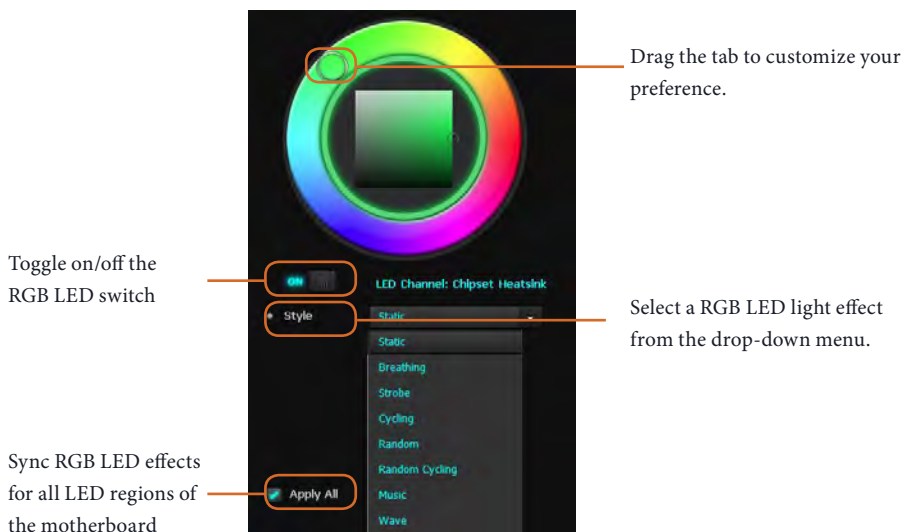 Drag the tab to customize your
preference.
Toggle on/off the
RGB LED switch
ON
LED Channel: Chipset Heatsink
Style
Static
Select a RGB LED light effect
from the drop-down menu.
Static
Breathing
Strobe
Cycling
Random
Random Cycling
Sync RGB LED effects
for all LED regions of
the motherboard
Apply All
Music
Wave